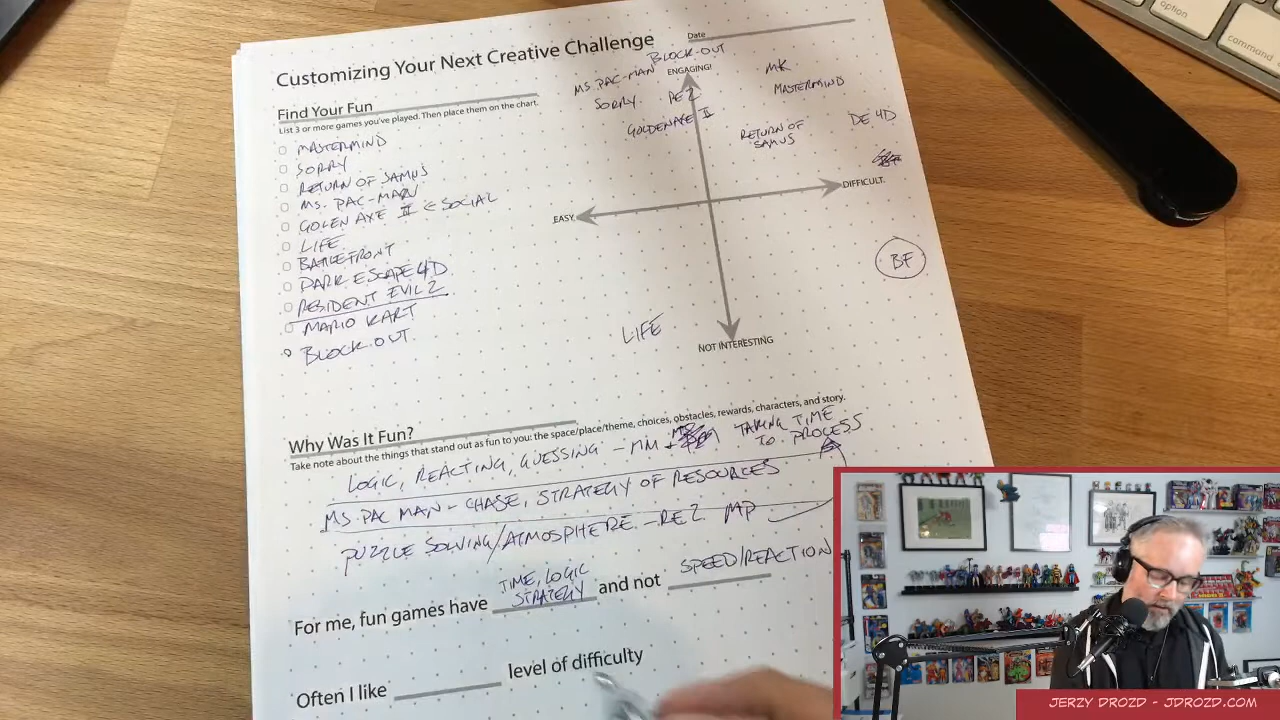 option
command
Customizing Your Next Creative Challenge
Date
Find Your Fun
List 3 or more games you've played. Then place them on the chart.
MASTERMIND
SORRY
RETURN OF SAMUS
MS. PAC-MAN
GOLEN AXE II ← SOCIAL
LIFE
BATTLEFRONT
DARK ESCAPE 4D
RESIDENT EVIL 2
MARIO KART
BLOCK-OUT
BLOCK-OUT
MS. PAC-MAN
ENGAGING!
MK
SORRY
RE 2
MASTERMIND
GOLDEN AXE II
RETURN OF
SAMUS
DE 4D
DIFFICULT.
EASY.
BF
LIFE
NOT INTERESTING
Why Was It Fun?
Take note about the things that stand out as fun to you: the space/place/theme, choices, obstacles, rewards, characters, and story.
LOGIC, REACTING, GUESSING - MM
TAKING TIME
TO PROCESS
MS. PAC MAN - CHASE, STRATEGY OF RESOURCES
PUZZLE SOLVING/ATMOSPHERE - RE 2 MP
TIME, LOGIC
STRATEGY
SPEED/REACTION
For me, fun games have and not
Often I like level of difficulty
JERZY DROZD - JDROZD.COM